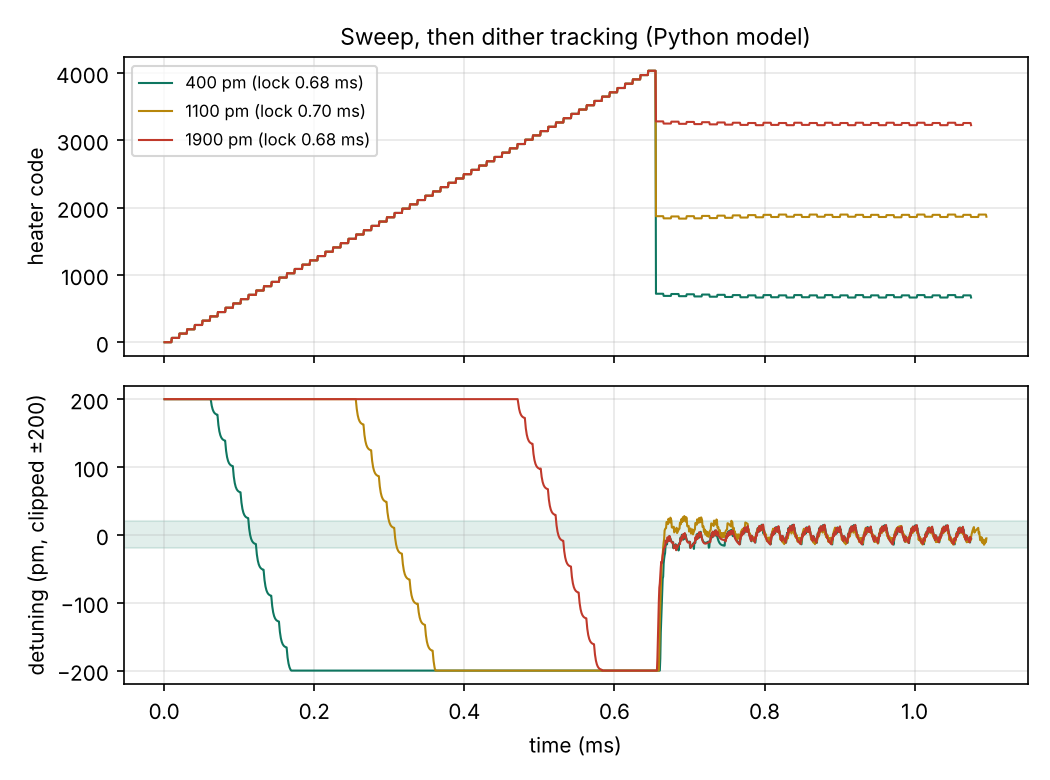 Sweep, then dither tracking (Python model)
400 pm (lock 0.68 ms)
1100 pm (lock 0.70 ms)
1900 pm (lock 0.68 ms)
heater code
4000
3000
2000
1000
0
detuning (pm, clipped ±200)
200
100
0
−100
−200
0.0 0.2 0.4 0.6 0.8 1.0
time (ms)